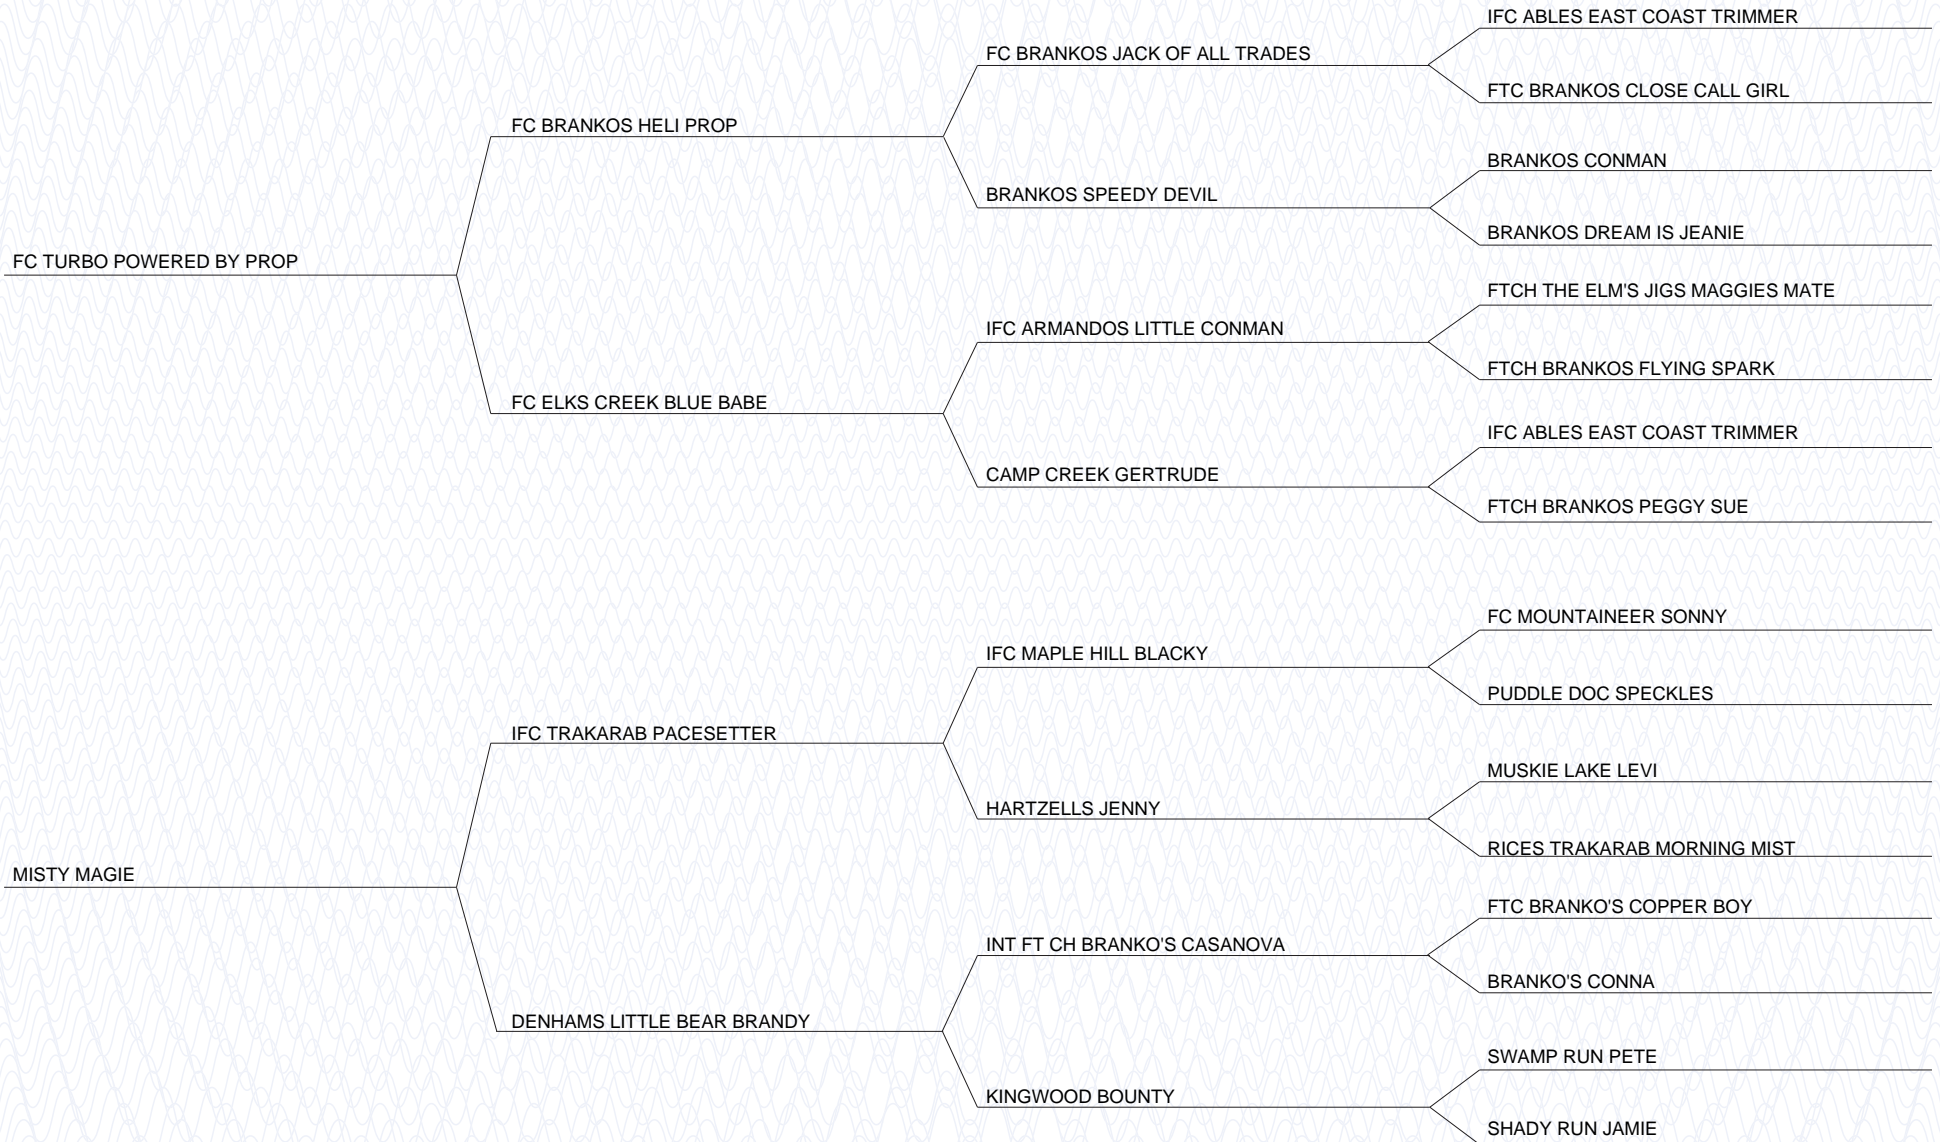 IFC ABLES EAST COAST TRIMMER
FC BRANKOS JACK OF ALL TRADES
FTC BRANKOS CLOSE CALL GIRL
FC BRANKOS HELI PROP
BRANKOS CONMAN
BRANKOS SPEEDY DEVIL
BRANKOS DREAM IS JEANIE
FC TURBO POWERED BY PROP
FTCH THE ELM'S JIGS MAGGIES MATE
IFC ARMANDOS LITTLE CONMAN
FTCH BRANKOS FLYING SPARK
FC ELKS CREEK BLUE BABE
IFC ABLES EAST COAST TRIMMER
CAMP CREEK GERTRUDE
FTCH BRANKOS PEGGY SUE
FC MOUNTAINEER SONNY
IFC MAPLE HILL BLACKY
PUDDLE DOC SPECKLES
IFC TRAKARAB PACESETTER
MUSKIE LAKE LEVI
HARTZELLS JENNY
RICES TRAKARAB MORNING MIST
MISTY MAGIE
FTC BRANKO'S COPPER BOY
INT FT CH BRANKO'S CASANOVA
BRANKO'S CONNA
DENHAMS LITTLE BEAR BRANDY
SWAMP RUN PETE
KINGWOOD BOUNTY
SHADY RUN JAMIE